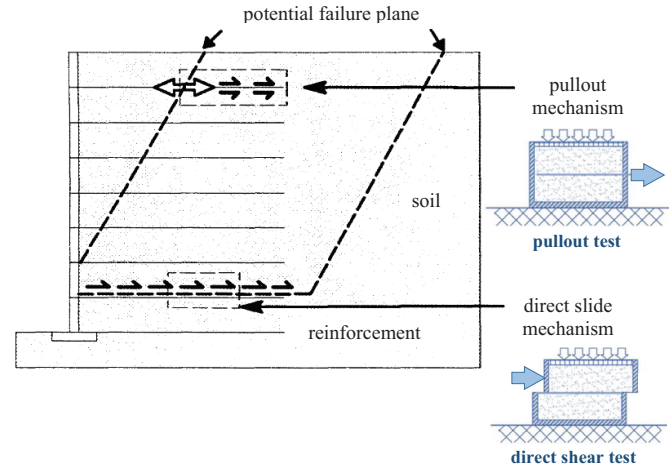 potential failure plane
pullout
mechanism
soil
pullout test
direct slide
mechanism
reinforcement
direct shear test